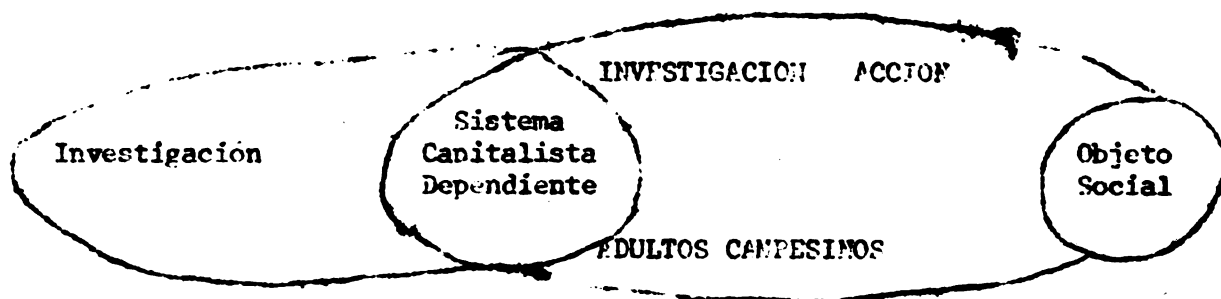 INVESTIGACION ACCION
Investigación
Sistema
Capitalista
Dependiente
Objeto
Social
ADULTOS CAMPESINOS